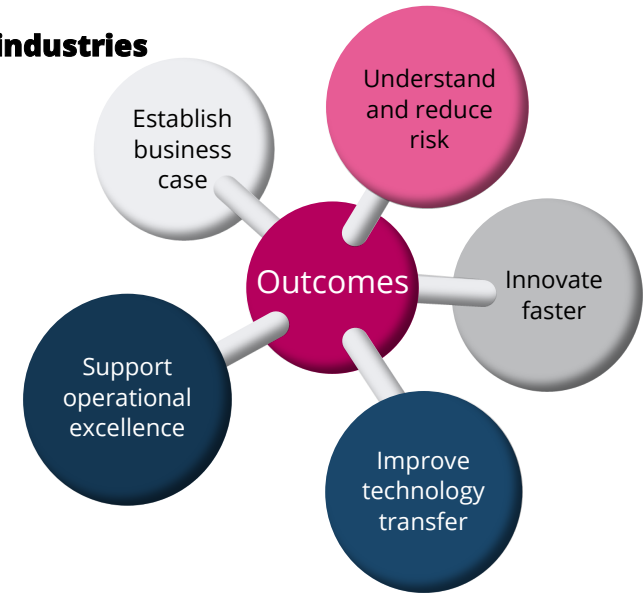 industries
Understand
and reduce
risk
Establish
business
case
Outcomes
Innovate
faster
Support
operational
excellence
Improve
technology
transfer